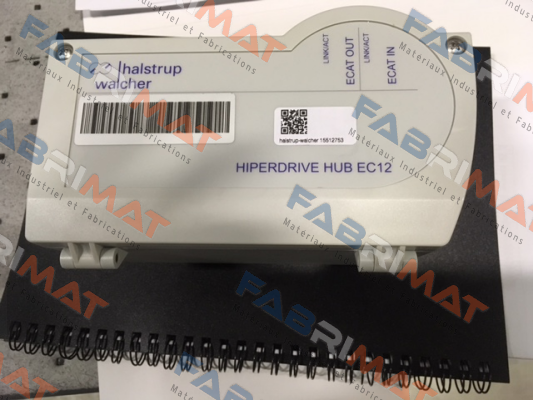 halstrup
walcher
LINK/ACT
ECAT OUT
LINK/ACT
ECAT IN
halstrup-walcher 15512753
HIPERDRIVE HUB EC12
FABRIMAT
Matériaux Industriel et Fabrications